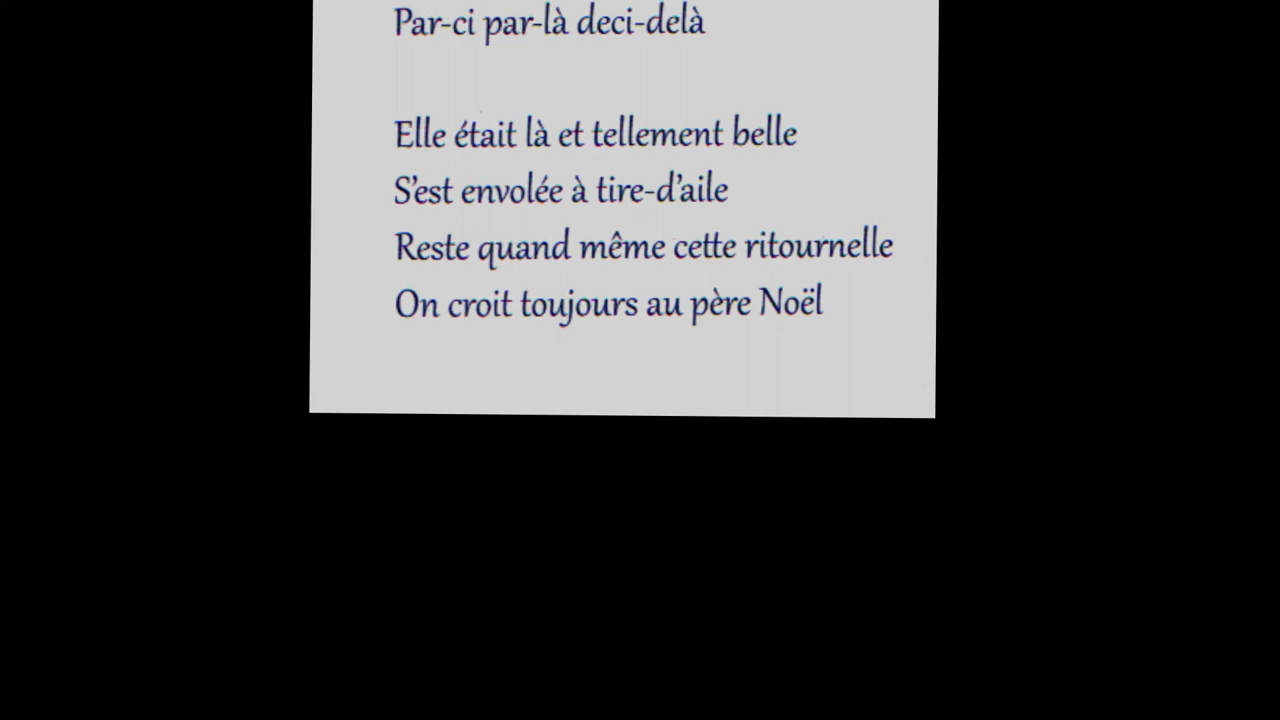 Par-ci par-là deci-delà
Elle était là et tellement belle
S'est envolée à tire-d'aile
Reste quand même cette ritournelle
On croit toujours au père Noël